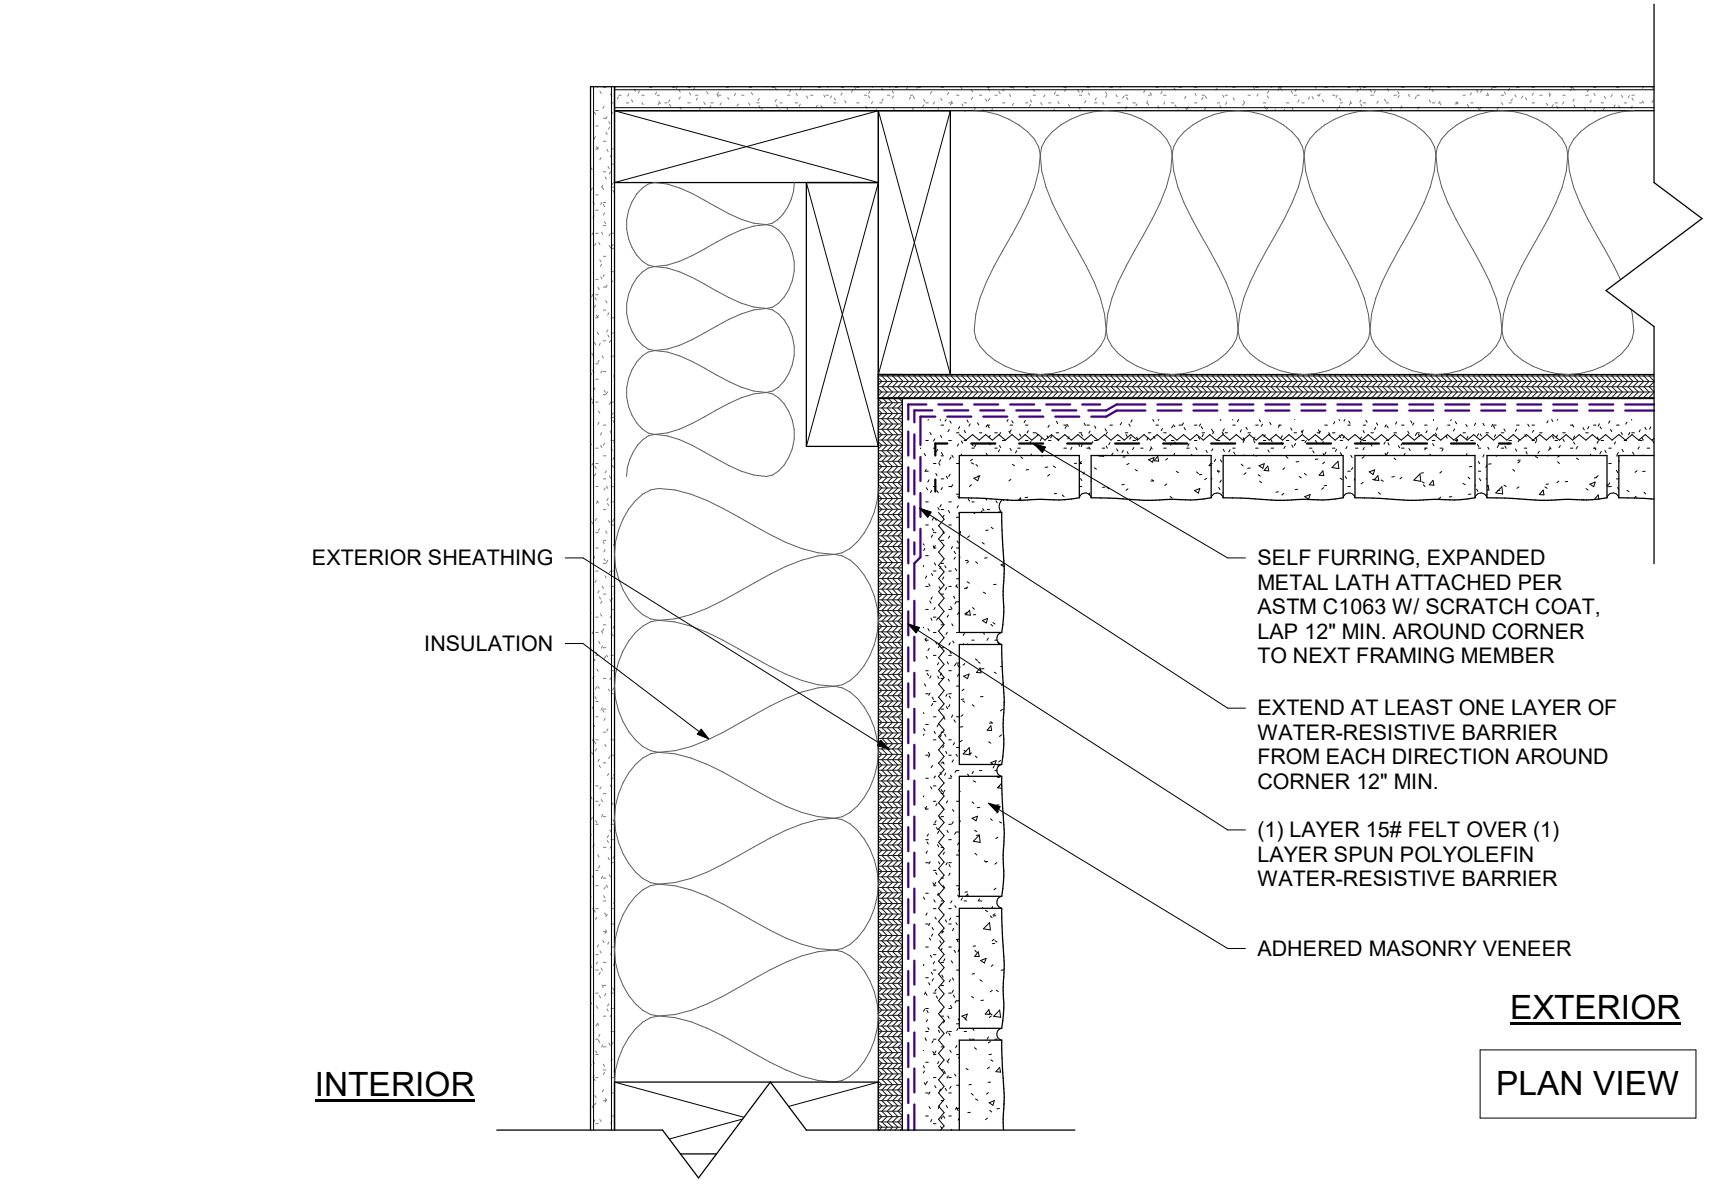 EXTERIOR SHEATHING
INSULATION
SELF FURRING, EXPANDED
METAL LATH ATTACHED PER
ASTM C1063 W/ SCRATCH COAT,
LAP 12" MIN. AROUND CORNER
TO NEXT FRAMING MEMBER
EXTEND AT LEAST ONE LAYER OF
WATER-RESISTIVE BARRIER
FROM EACH DIRECTION AROUND
CORNER 12" MIN.
(1) LAYER 15# FELT OVER (1)
LAYER SPUN POLYOLEFIN
WATER-RESISTIVE BARRIER
ADHERED MASONRY VENEER
EXTERIOR
INTERIOR
PLAN VIEW